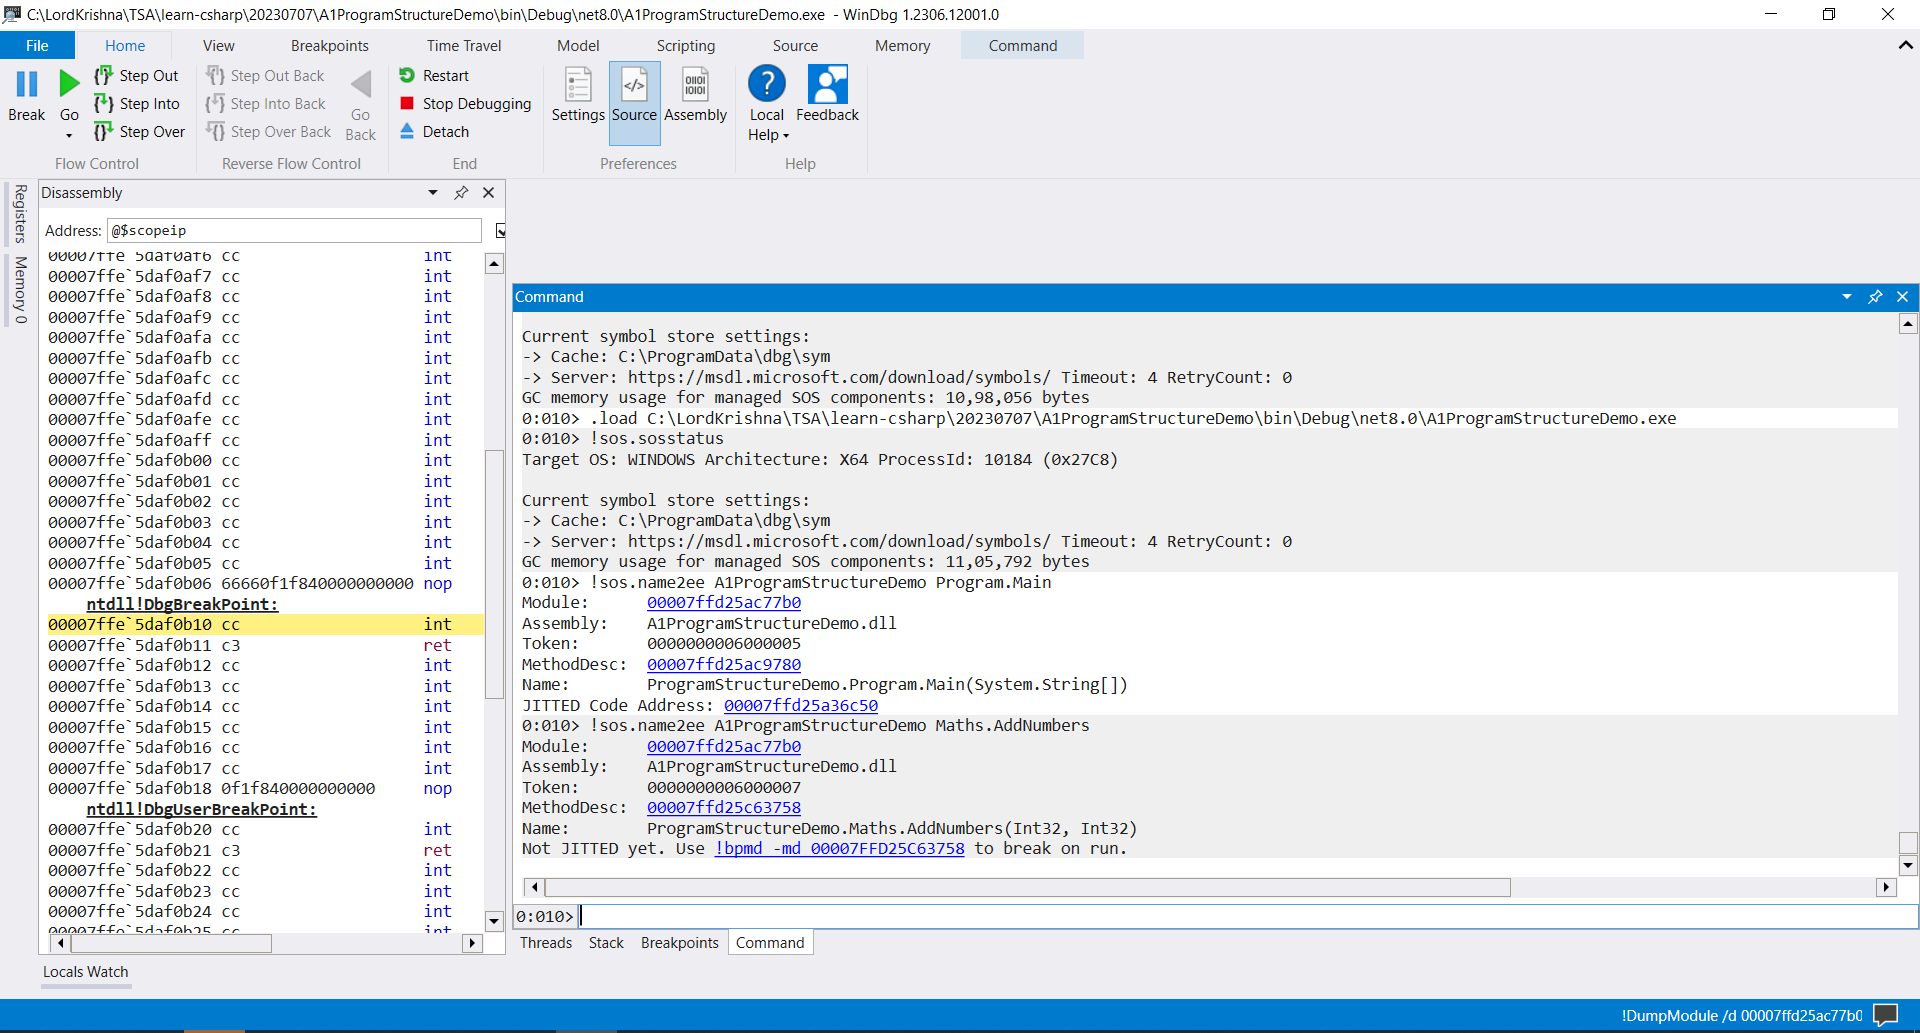 C:\LordKrishna\TSA\learn-csharp\20230707\A1ProgramStructureDemo\bin\Debug\net8.0\A1ProgramStructureDemo.exe - WinDbg 1.2306.12001.0
File Home View Breakpoints Time Travel Model Scripting Source Memory Command
Break
Go
Step Out
Step Into
Step Over
Flow Control
Step Out Back
Step Into Back
Step Over Back
Go Back
Reverse Flow Control
Restart
Stop Debugging
Detach
End
Settings
Source
Assembly
Preferences
Local Help
Feedback
Help
Registers
Memory 0
Disassembly
Address: @$scopeip
00007ffe`5daf0af6 cc int
00007ffe`5daf0af7 cc int
00007ffe`5daf0af8 cc int
00007ffe`5daf0af9 cc int
00007ffe`5daf0afa cc int
00007ffe`5daf0afb cc int
00007ffe`5daf0afc cc int
00007ffe`5daf0afd cc int
00007ffe`5daf0afe cc int
00007ffe`5daf0aff cc int
00007ffe`5daf0b00 cc int
00007ffe`5daf0b01 cc int
00007ffe`5daf0b02 cc int
00007ffe`5daf0b03 cc int
00007ffe`5daf0b04 cc int
00007ffe`5daf0b05 cc int
00007ffe`5daf0b06 66660f1f840000000000 nop
ntdll!DbgBreakPoint:
00007ffe`5daf0b10 cc int
00007ffe`5daf0b11 c3 ret
00007ffe`5daf0b12 cc int
00007ffe`5daf0b13 cc int
00007ffe`5daf0b14 cc int
00007ffe`5daf0b15 cc int
00007ffe`5daf0b16 cc int
00007ffe`5daf0b17 cc int
00007ffe`5daf0b18 0f1f840000000000 nop
ntdll!DbgUserBreakPoint:
00007ffe`5daf0b20 cc int
00007ffe`5daf0b21 c3 ret
00007ffe`5daf0b22 cc int
00007ffe`5daf0b23 cc int
00007ffe`5daf0b24 cc int
00007ffe`5daf0b25 cc int
Locals Watch
Command
Current symbol store settings:
-> Cache: C:\ProgramData\dbg\sym
-> Server: https://msdl.microsoft.com/download/symbols/ Timeout: 4 RetryCount: 0
GC memory usage for managed SOS components: 10,98,056 bytes
0:010> .load C:\LordKrishna\TSA\learn-csharp\20230707\A1ProgramStructureDemo\bin\Debug\net8.0\A1ProgramStructureDemo.exe
0:010> !sos.sosstatus
Target OS: WINDOWS Architecture: X64 ProcessId: 10184 (0x27C8)
Current symbol store settings:
-> Cache: C:\ProgramData\dbg\sym
-> Server: https://msdl.microsoft.com/download/symbols/ Timeout: 4 RetryCount: 0
GC memory usage for managed SOS components: 11,05,792 bytes
0:010> !sos.name2ee A1ProgramStructureDemo Program.Main
Module: 00007ffd25ac77b0
Assembly: A1ProgramStructureDemo.dll
Token: 0000000006000005
MethodDesc: 00007ffd25ac9780
Name: ProgramStructureDemo.Program.Main(System.String[])
JITTED Code Address: 00007ffd25a36c50
0:010> !sos.name2ee A1ProgramStructureDemo Maths.AddNumbers
Module: 00007ffd25ac77b0
Assembly: A1ProgramStructureDemo.dll
Token: 0000000006000007
MethodDesc: 00007ffd25c63758
Name: ProgramStructureDemo.Maths.AddNumbers(Int32, Int32)
Not JITTED yet. Use !bpmd -md 00007FFD25C63758 to break on run.
0:010>
Threads Stack Breakpoints Command
!DumpModule /d 00007ffd25ac77b0